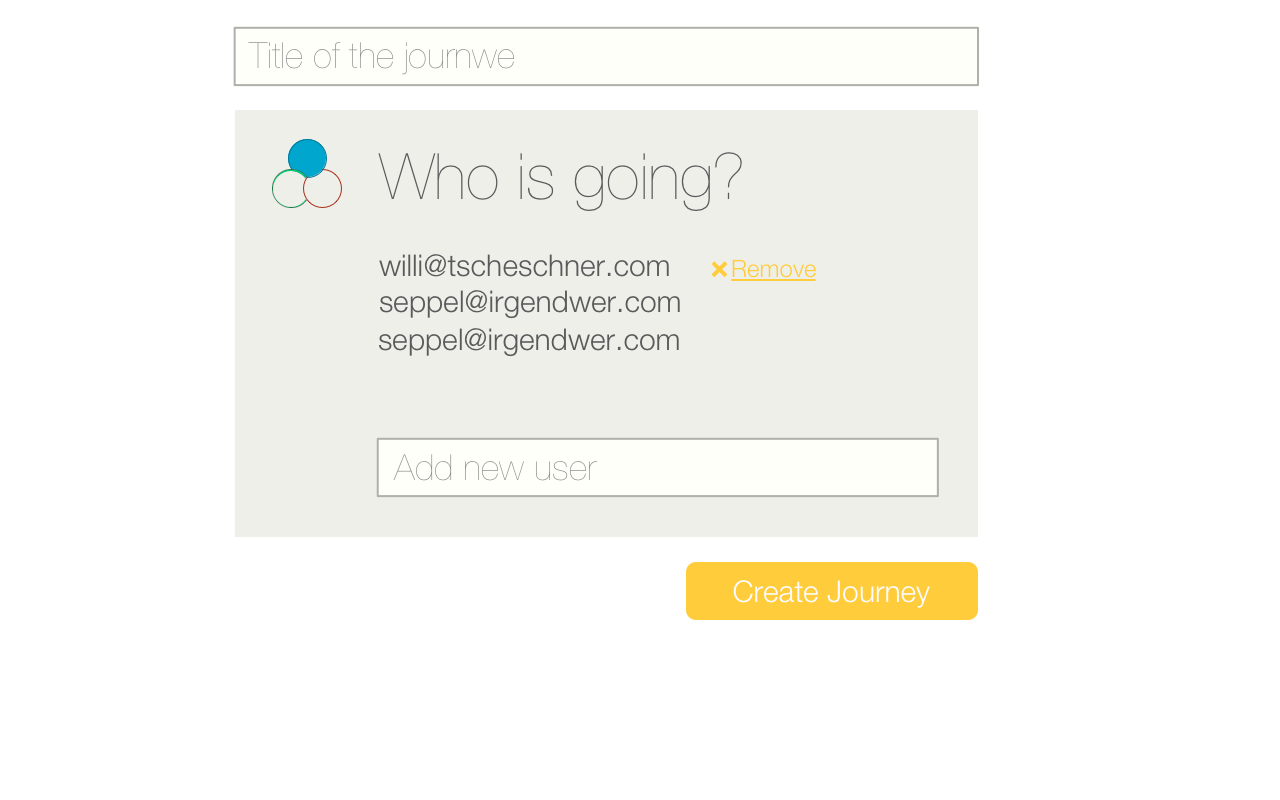 Title of the journwe
Who is going?
willi@tscheschner.com Remove
seppel@irgendwer.com
seppel@irgendwer.com
Add new user
Create Journey